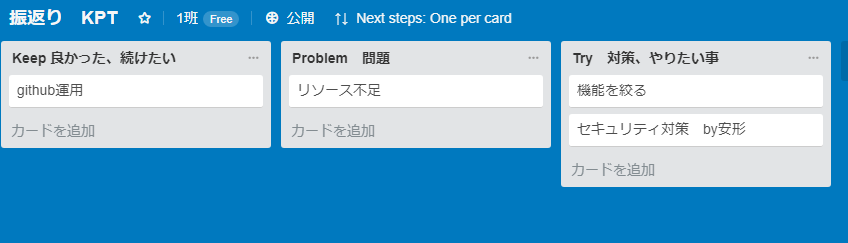 振返り　KPT 1班 Free 公開 Next steps: One per card
Keep 良かった、続けたい
github運用
カードを追加
Problem　問題
リソース不足
カードを追加
Try　対策、やりたい事
機能を絞る
セキュリティ対策　by安形
カードを追加